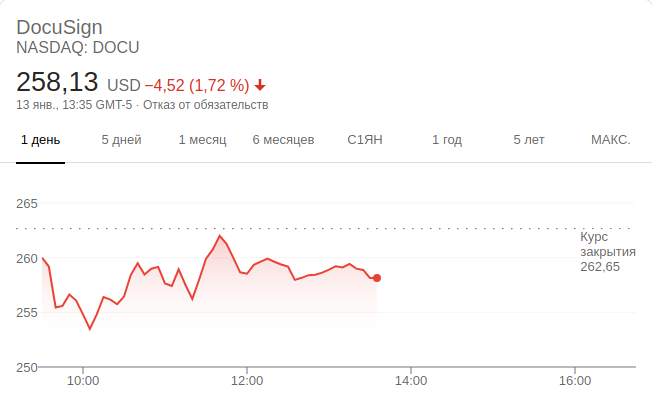 DocuSign
NASDAQ: DOCU
258,13 USD −4,52 (1,72 %)
13 янв., 13:35 GMT-5 · Отказ от обязательств
1 день 5 дней 1 месяц 6 месяцев С1ЯН 1 год 5 лет МАКС.
265
260
255
250
Курс
закрытия
262,65
10:00 12:00 14:00 16:00